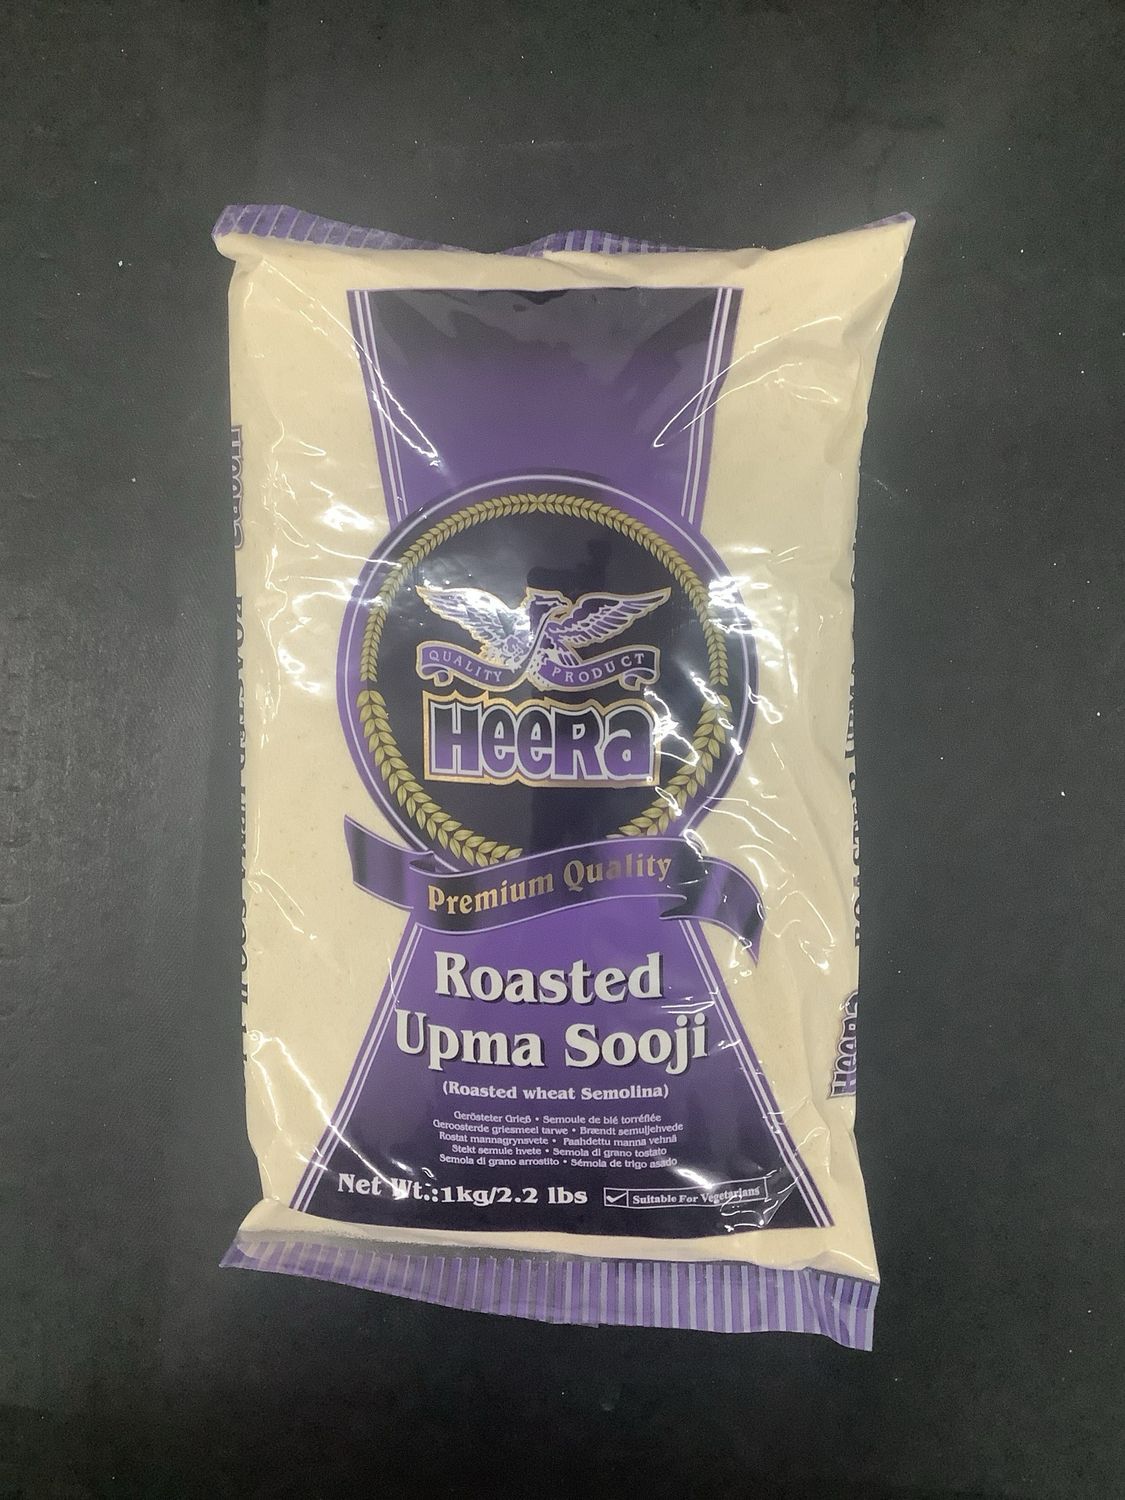 QUALITY PRODUCT
HEERA
Premium Quality
Roasted
Upma Sooji
(Roasted wheat Semolina)
Gerösteter Grieß • Semoule de blé torréfiée
Geroosterde griesmeel tarwe • Brændt semuljehvede
Rostat mannagrynsvete • Paahdettu manna vehnä
Stekt semule hvete • Semola di grano tostato
Semola di grano arrostito • Sémola de trigo asado
Net Wt.:1kg/2.2 lbs
Suitable For Vegetarians
HEERA